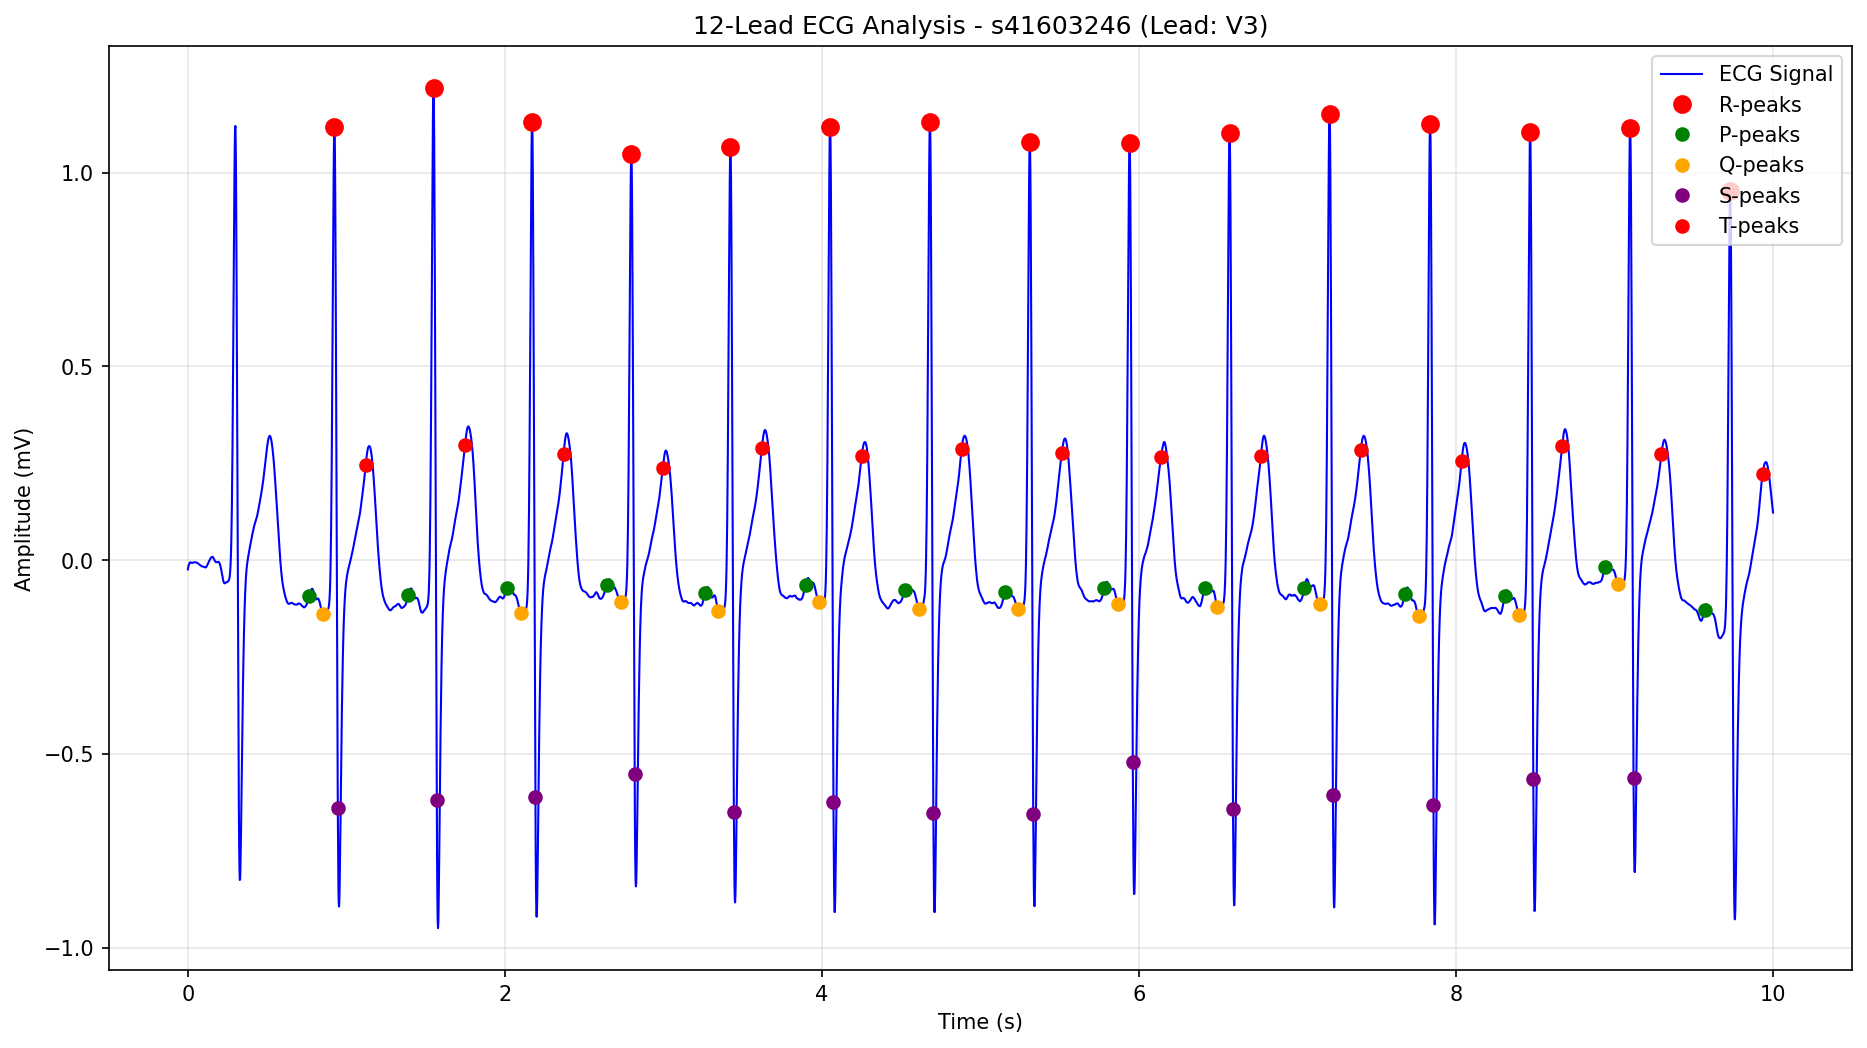 12-Lead ECG Analysis - s41603246 (Lead: V3)
ECG Signal
R-peaks
P-peaks
Q-peaks
S-peaks
T-peaks
Amplitude (mV)
1.0
0.5
0.0
−0.5
−1.0
0 2 4 6 8 10
Time (s)